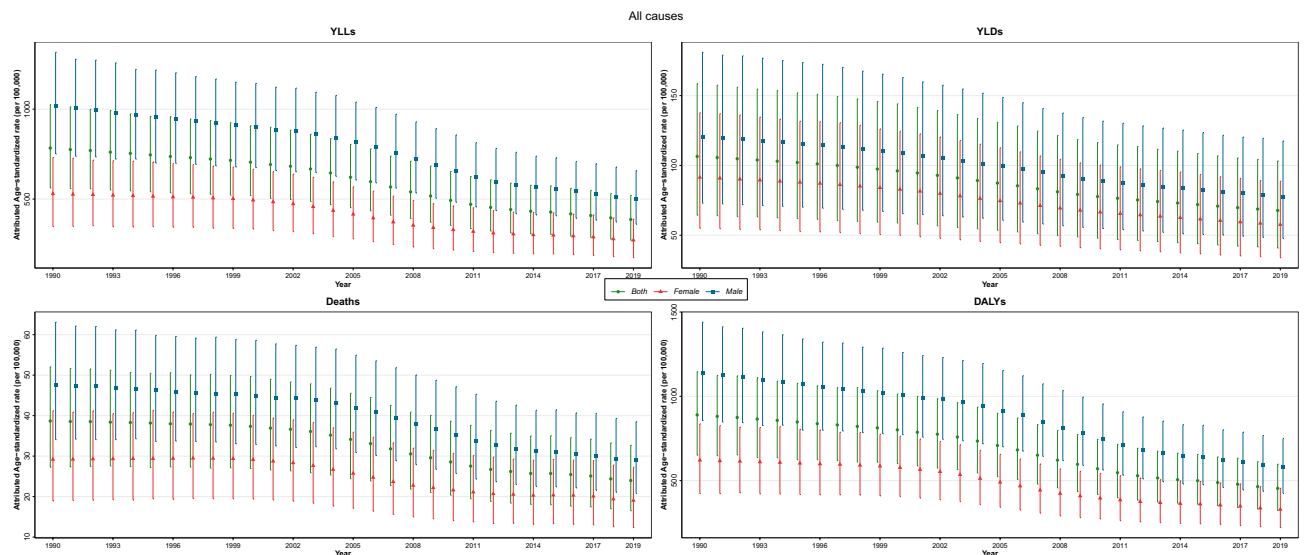 All causes
YLLs
YLDs
Attributed Age-standardized rate (per 100,000)
1000
500
1990 1993 1996 1999 2002 2005 2008 2011 2014 2017 2019
Year
Attributed Age-standardized rate (per 100,000)
150
100
50
1990 1993 1996 1999 2002 2005 2008 2011 2014 2017 2019
Year
Both Female Male
Deaths
DALYs
Attributed Age-standardized rate (per 100,000)
60
50
40
30
20
10
1990 1993 1996 1999 2002 2005 2008 2011 2014 2017 2019
Year
Attributed Age-standardized rate (per 100,000)
1500
1000
500
1990 1993 1996 1999 2002 2005 2008 2011 2014 2017 2019
Year